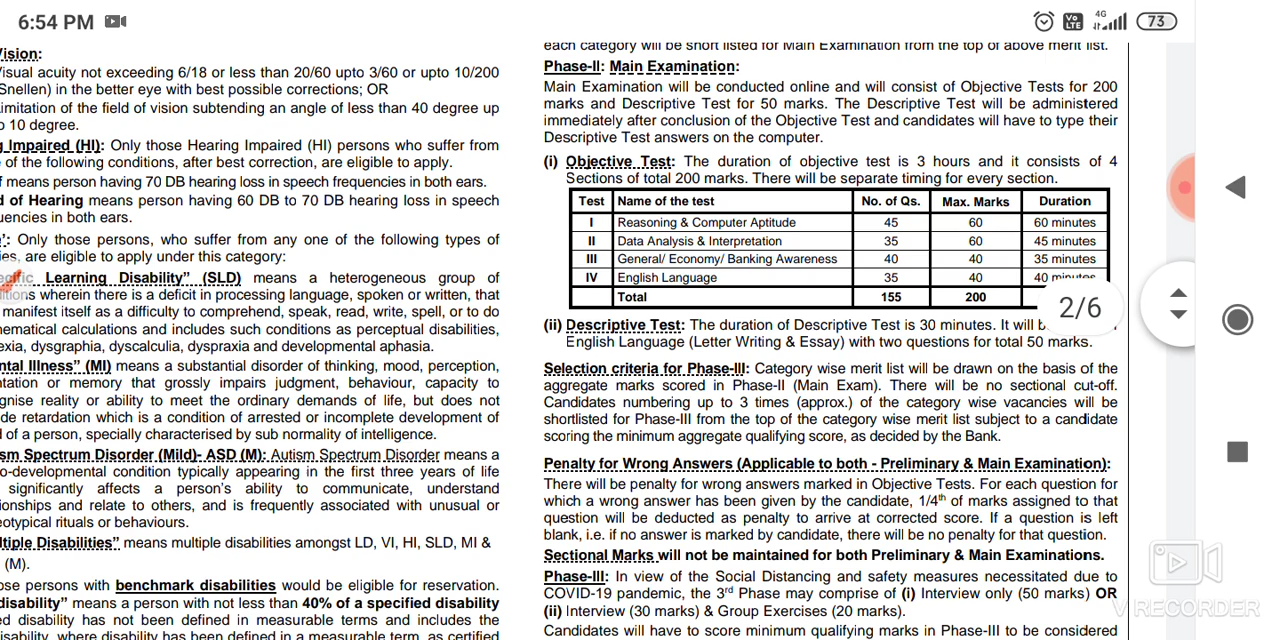 6:54 PM
Vo LTE 4G 73
Vision:
Visual acuity not exceeding 6/18 or less than 20/60 upto 3/60 or upto 10/200
Snellen) in the better eye with best possible corrections; OR
Limitation of the field of vision subtending an angle of less than 40 degree up
10 degree.
Impaired (HI): Only those Hearing Impaired (HI) persons who suffer from
of the following conditions, after best correction, are eligible to apply.
means person having 70 DB hearing loss in speech frequencies in both ears.
of Hearing means person having 60 DB to 70 DB hearing loss in speech
uencies in both ears.
': Only those persons, who suffer from any one of the following types of
ies, are eligible to apply under this category:
Learning Disability” (SLD) means a heterogeneous group of
itions wherein there is a deficit in processing language, spoken or written, that
manifest itself as a difficulty to comprehend, speak, read, write, spell, or to do
hematical calculations and includes such conditions as perceptual disabilities,
exia, dysgraphia, dyscalculia, dyspraxia and developmental aphasia.
ntal Illness” (MI) means a substantial disorder of thinking, mood, perception,
ntation or memory that grossly impairs judgment, behaviour, capacity to
gnise reality or ability to meet the ordinary demands of life, but does not
de retardation which is a condition of arrested or incomplete development of
of a person, specially characterised by sub normality of intelligence.
sm Spectrum Disorder (Mild)- ASD (M): Autism Spectrum Disorder means a
o-developmental condition typically appearing in the first three years of life
significantly affects a person's ability to communicate, understand
ionships and relate to others, and is frequently associated with unusual or
eotypical rituals or behaviours.
tiple Disabilities” means multiple disabilities amongst LD, VI, HI, SLD, MI &
(M).
ose persons with benchmark disabilities would be eligible for reservation.
disability” means a person with not less than 40% of a specified disability
ed disability has not been defined in measurable terms and includes the
isability, where disability has been defined in a measurable term, as certified
each category will be short listed for Main Examination from the top of above merit list.
Phase-II: Main Examination:
Main Examination will be conducted online and will consist of Objective Tests for 200
marks and Descriptive Test for 50 marks. The Descriptive Test will be administered
immediately after conclusion of the Objective Test and candidates will have to type their
Descriptive Test answers on the computer.
(i) Objective Test: The duration of objective test is 3 hours and it consists of 4
Sections of total 200 marks. There will be separate timing for every section.
Test Name of the test No. of Qs. Max. Marks Duration
I Reasoning & Computer Aptitude 45 60 60 minutes
II Data Analysis & Interpretation 35 60 45 minutes
III General/ Economy/ Banking Awareness 40 40 35 minutes
IV English Language 35 40 40 minutes
Total 155 200
2/6
(ii) Descriptive Test: The duration of Descriptive Test is 30 minutes. It will
English Language (Letter Writing & Essay) with two questions for total 50 marks.
Selection criteria for Phase-III: Category wise merit list will be drawn on the basis of the
aggregate marks scored in Phase-II (Main Exam). There will be no sectional cut-off.
Candidates numbering up to 3 times (approx.) of the category wise vacancies will be
shortlisted for Phase-III from the top of the category wise merit list subject to a candidate
scoring the minimum aggregate qualifying score, as decided by the Bank.
Penalty for Wrong Answers (Applicable to both - Preliminary & Main Examination):
There will be penalty for wrong answers marked in Objective Tests. For each question for
which a wrong answer has been given by the candidate, 1/4th of marks assigned to that
question will be deducted as penalty to arrive at corrected score. If a question is left
blank, i.e. if no answer is marked by candidate, there will be no penalty for that question.
Sectional Marks will not be maintained for both Preliminary & Main Examinations.
Phase-III: In view of the Social Distancing and safety measures necessitated due to
COVID-19 pandemic, the 3rd Phase may comprise of (i) Interview only (50 marks) OR
(ii) Interview (30 marks) & Group Exercises (20 marks).
Candidates will have to score minimum qualifying marks in Phase-III to be considered
V RECORDER